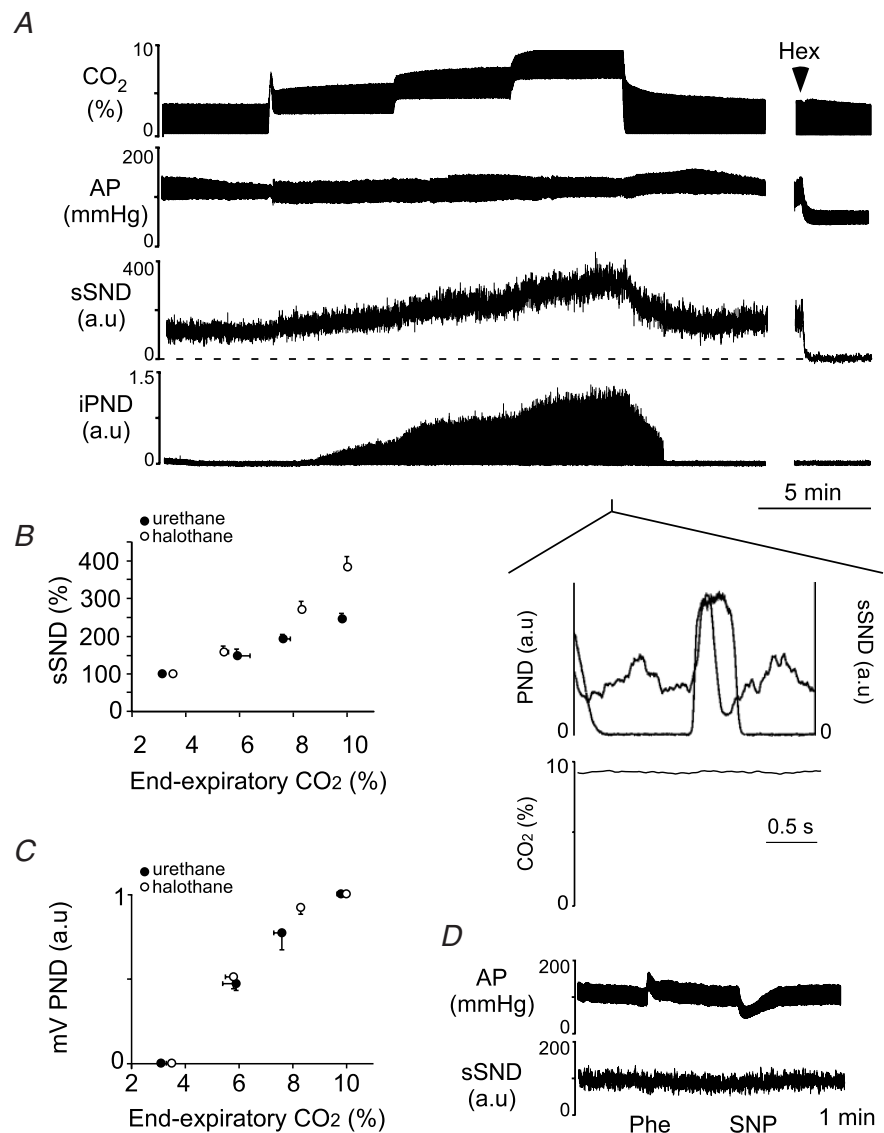 A
Hex
10
CO2
(%)
0
200
AP
(mmHg)
0
400
sSND
(a.u)
0
1.5
iPND
(a.u)
0
5 min
B
urethane
halothane
400
300
200
100
0
sSND (%)
2 4 6 8 10
End-expiratory CO2 (%)
PND (a.u)
sSND (a.u)
0
0
10
CO2 (%)
0
0.5 s
C
urethane
halothane
1
mV PND (a.u)
0
2 4 6 8 10
End-expiratory CO2 (%)
D
200
AP
(mmHg)
0
200
sSND
(a.u)
0
Phe SNP 1 min